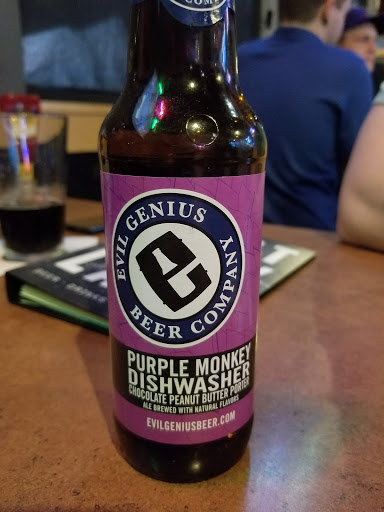 EVIL GENIUS
BEER COMPANY
PURPLE MONKEY
DISHWASHER
CHOCOLATE PEANUT BUTTER PORTER
ALE BREWED WITH NATURAL FLAVORS
EVILGENIUSBEER.COM